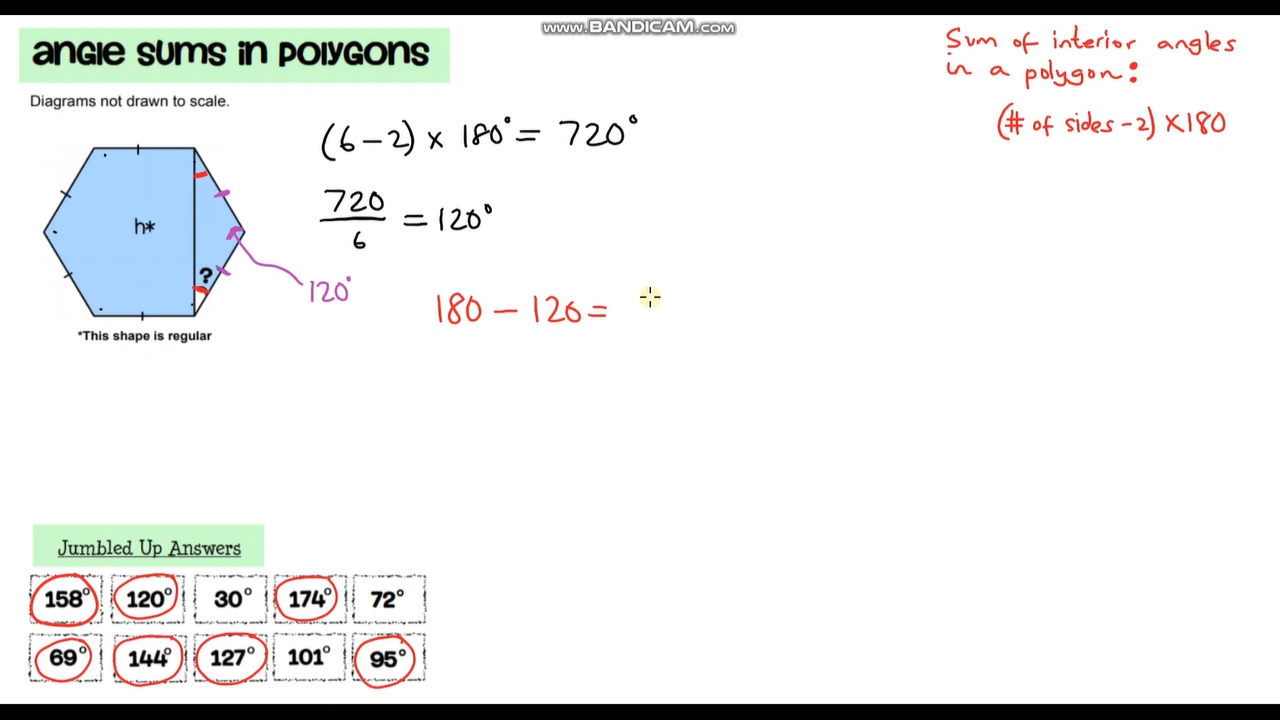 www.BANDICAM.com
Angle Sums in Polygons
Diagrams not drawn to scale.
h*
?
120°
*This shape is regular
(6-2) × 180° = 720°
720
6
= 120°
180 - 120 =
Sum of interior angles
in a polygon:
(# of sides -2) × 180
Jumbled Up Answers
158° 120° 30° 174° 72°
69° 144° 127° 101° 95°